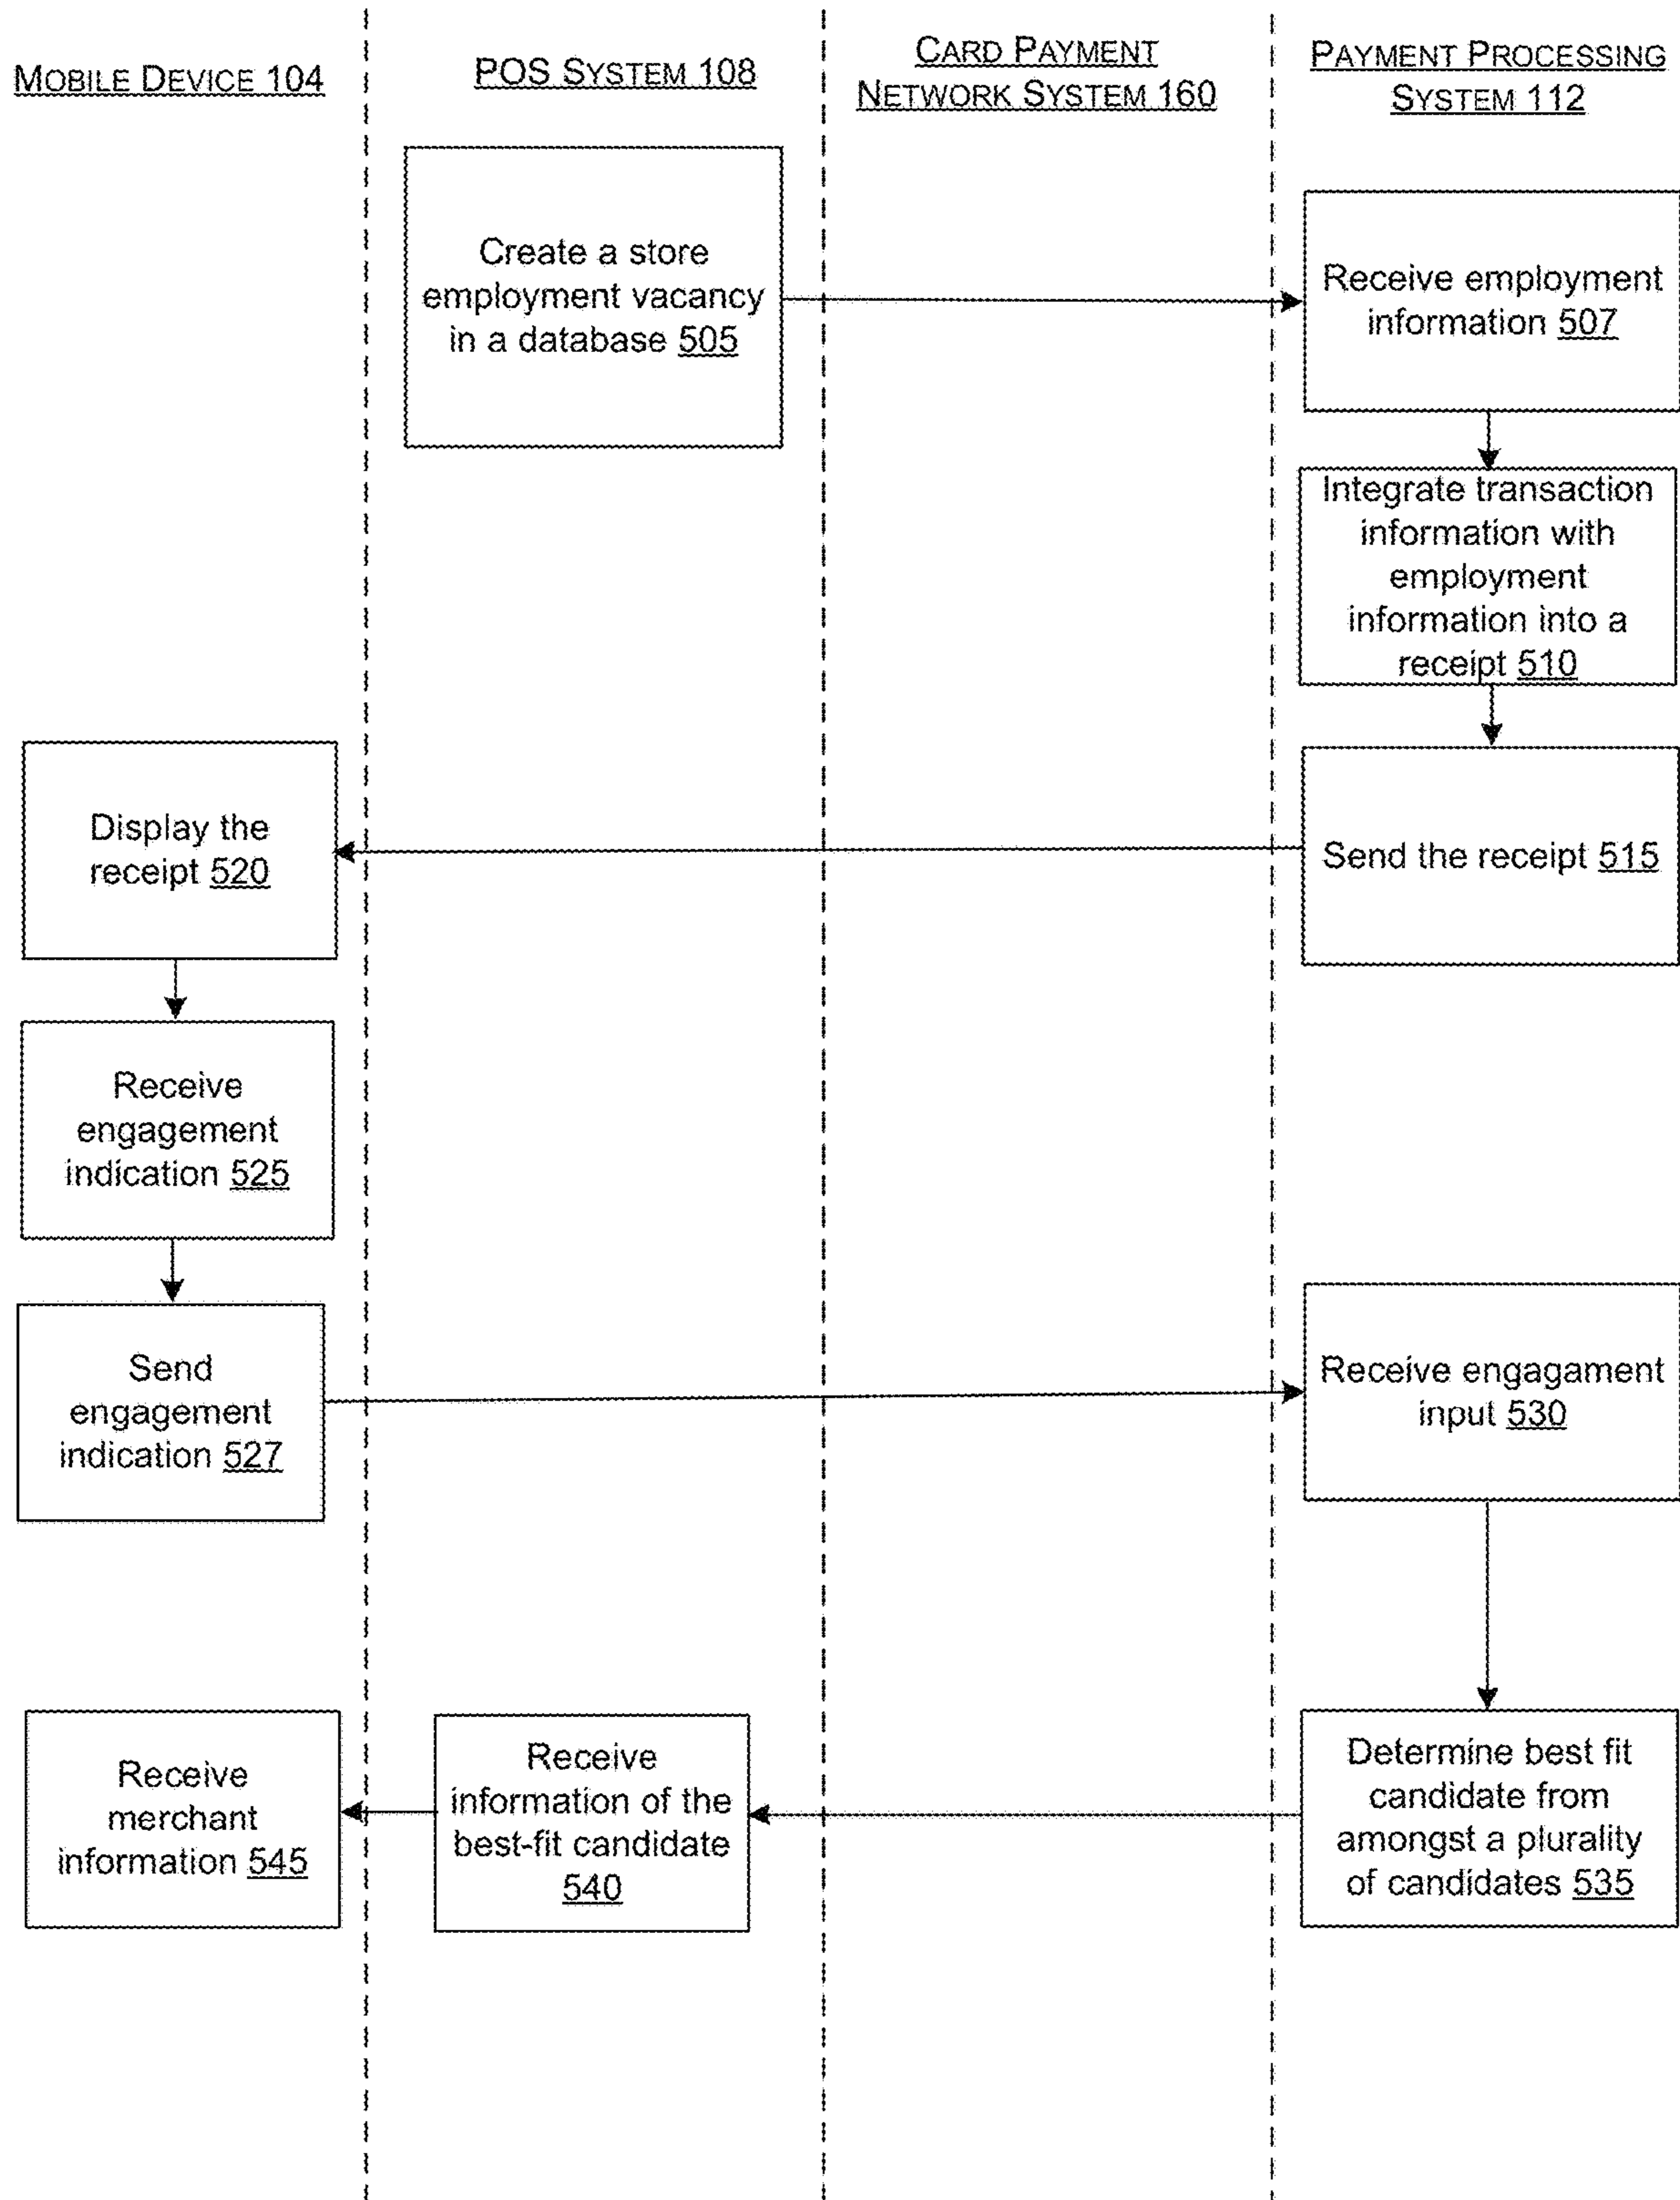 MOBILE DEVICE 104
POS SYSTEM 108
CARD PAYMENT
NETWORK SYSTEM 160
PAYMENT PROCESSING
SYSTEM 112
Create a store
employment vacancy
in a database 505
Receive employment
information 507
Integrate transaction
information with
employment
information into a
receipt 510
Send the receipt 515
Display the
receipt 520
Receive
engagement
indication 525
Send
engagement
indication 527
Receive engagament
input 530
Determine best fit
candidate from
amongst a plurality
of candidates 535
Receive
information of the
best-fit candidate
540
Receive
merchant
information 545